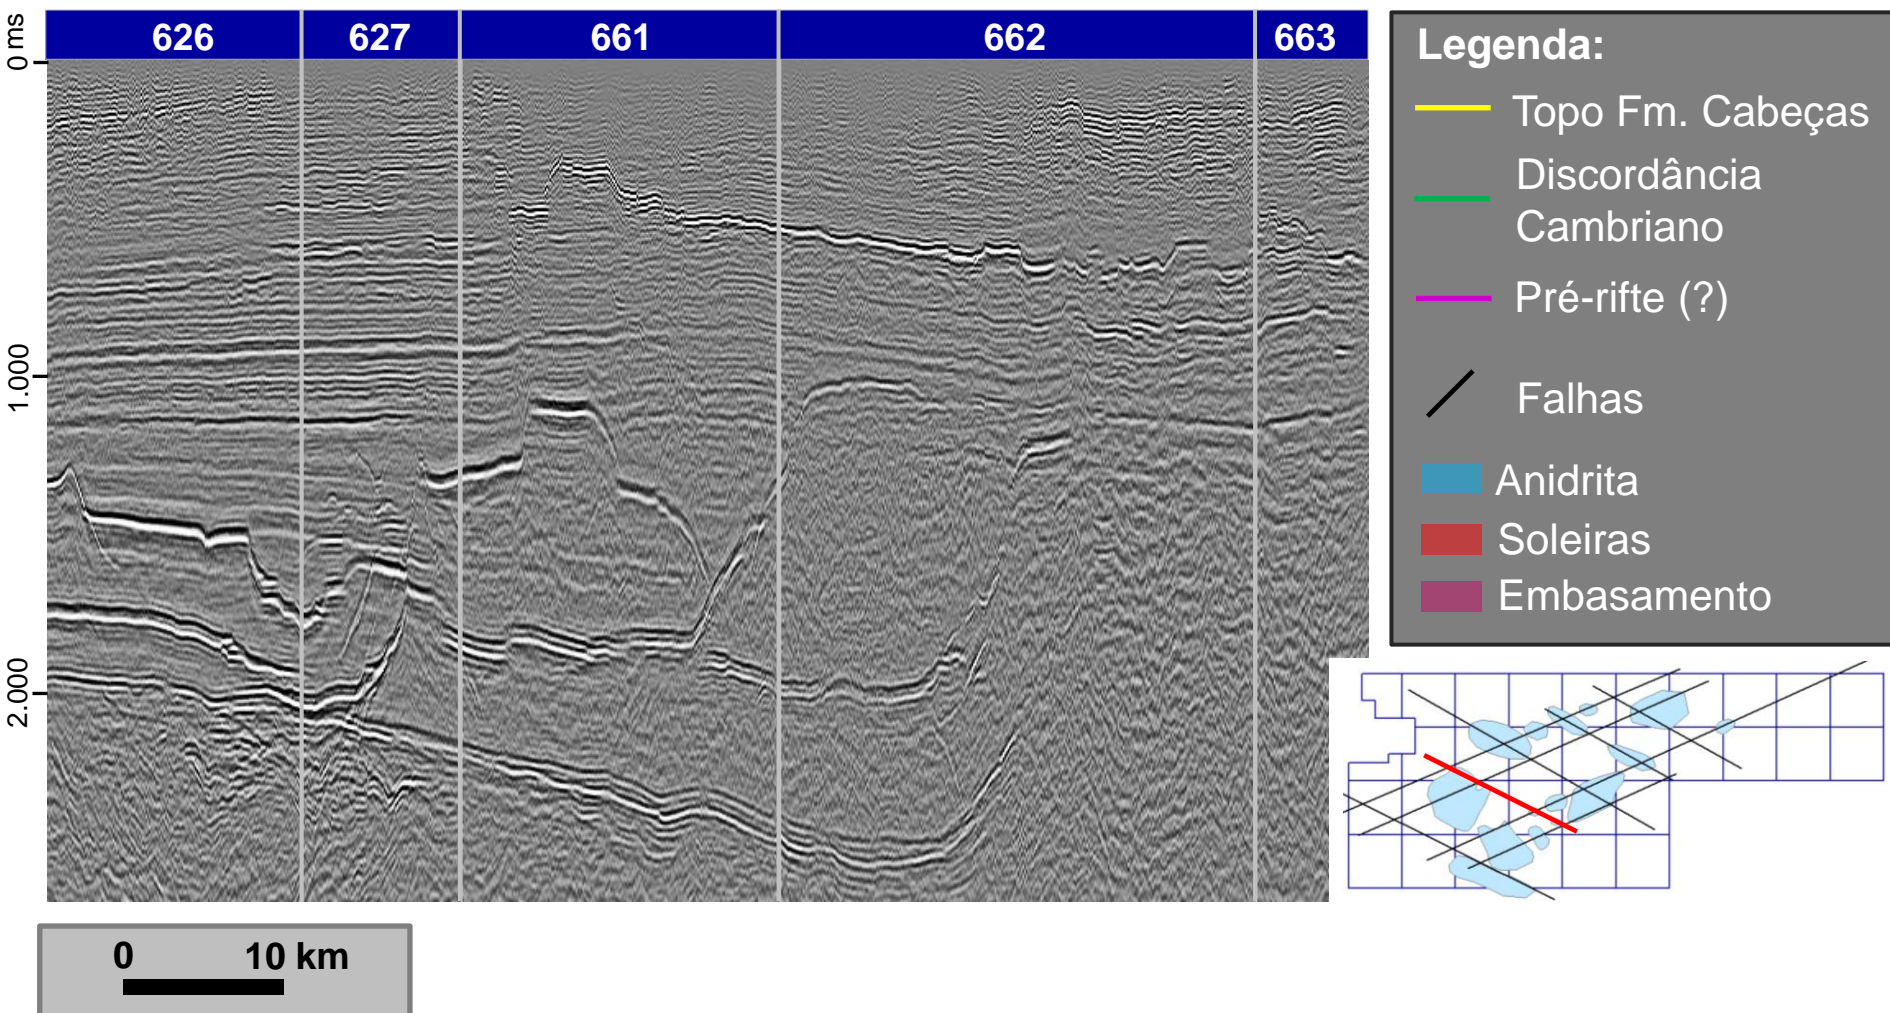 626 627 661 662 663
0 ms
1.000
2.000
Legenda:
Topo Fm. Cabeças
Discordância
Cambriano
Pré-rifte (?)
Falhas
Anidrita
Soleiras
Embasamento
0 10 km